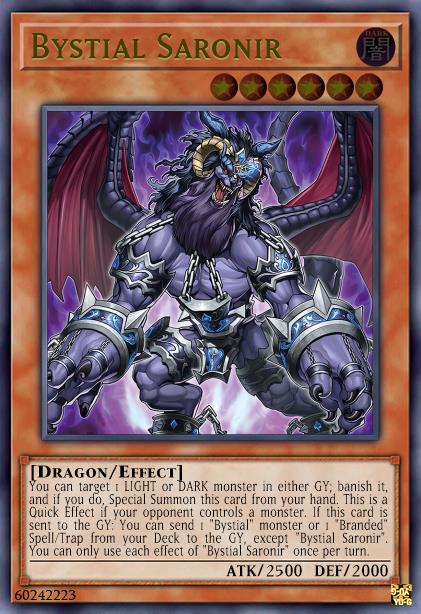 Bystial Saronir
DARK
闇
[Dragon/Effect]
You can target 1 LIGHT or DARK monster in either GY; banish it,
and if you do, Special Summon this card from your hand. This is a
Quick Effect if your opponent controls a monster. If this card is
sent to the GY: You can send 1 "Bystial" monster or 1 "Branded"
Spell/Trap from your Deck to the GY, except "Bystial Saronir".
You can only use each effect of "Bystial Saronir" once per turn.
ATK/2500 DEF/2000
60242223